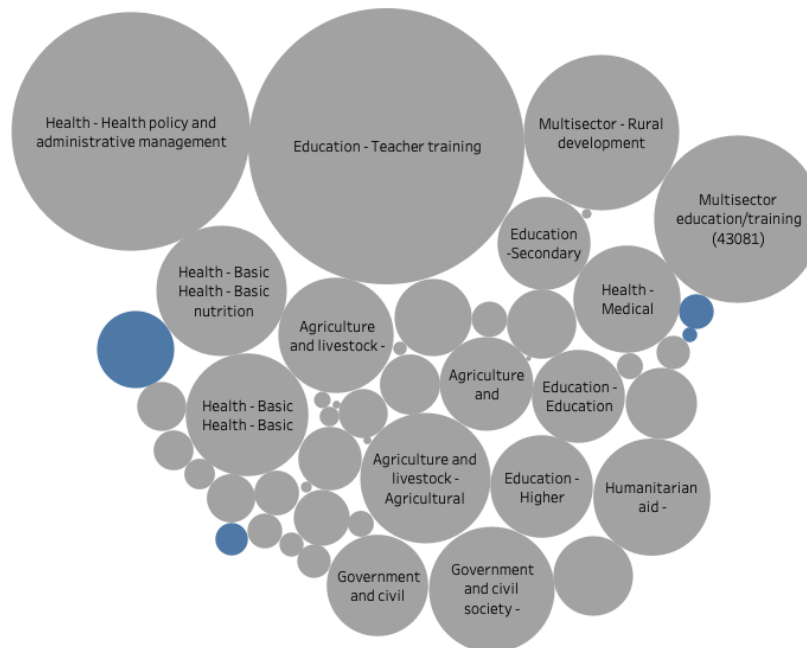 Health - Health policy and
administrative management
Education - Teacher training
Multisector - Rural
development
Multisector
education/training
(43081)
Education
-Secondary
Health - Basic
Health - Basic
nutrition
Health -
Medical
Agriculture
and livestock -
Agriculture
and
Education -
Education
Health - Basic
Health - Basic
Agriculture and
livestock -
Agricultural
Education -
Higher
Humanitarian
aid -
Government
and civil
Government
and civil
society -